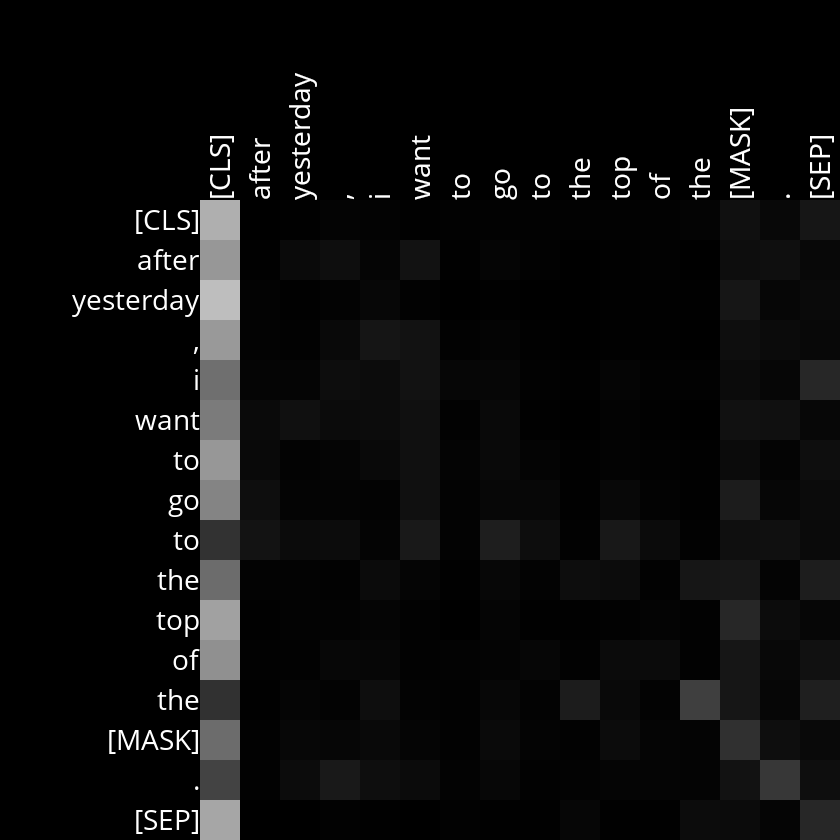 [CLS] after yesterday , i want to go to the top of the [MASK] . [SEP]
[CLS]
after
yesterday
,
i
want
to
go
to
the
top
of
the
[MASK]
.
[SEP]